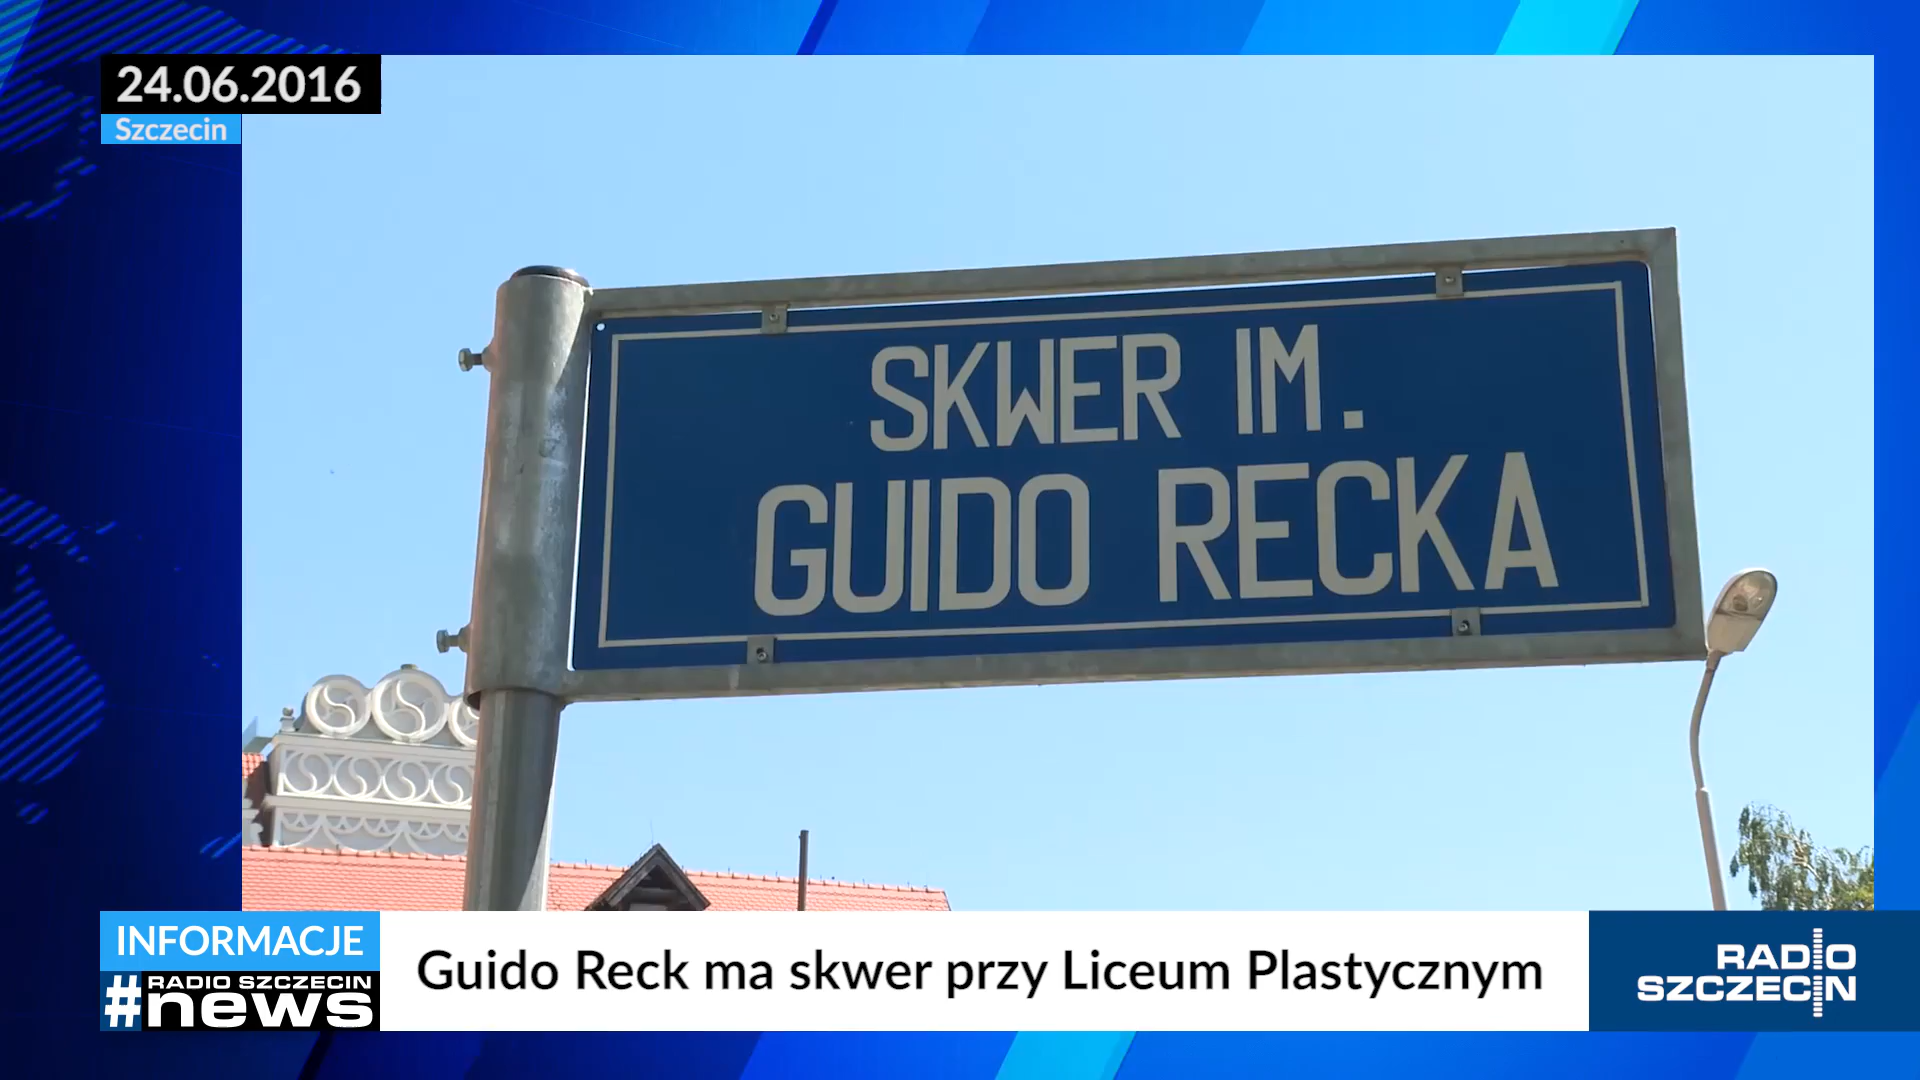 24.06.2016
Szczecin
SKWER IM.
GUIDO RECKA
INFORMACJE
#RADIO SZCZECIN
news
Guido Reck ma skwer przy Liceum Plastycznym
RADIO
SZCZECIN